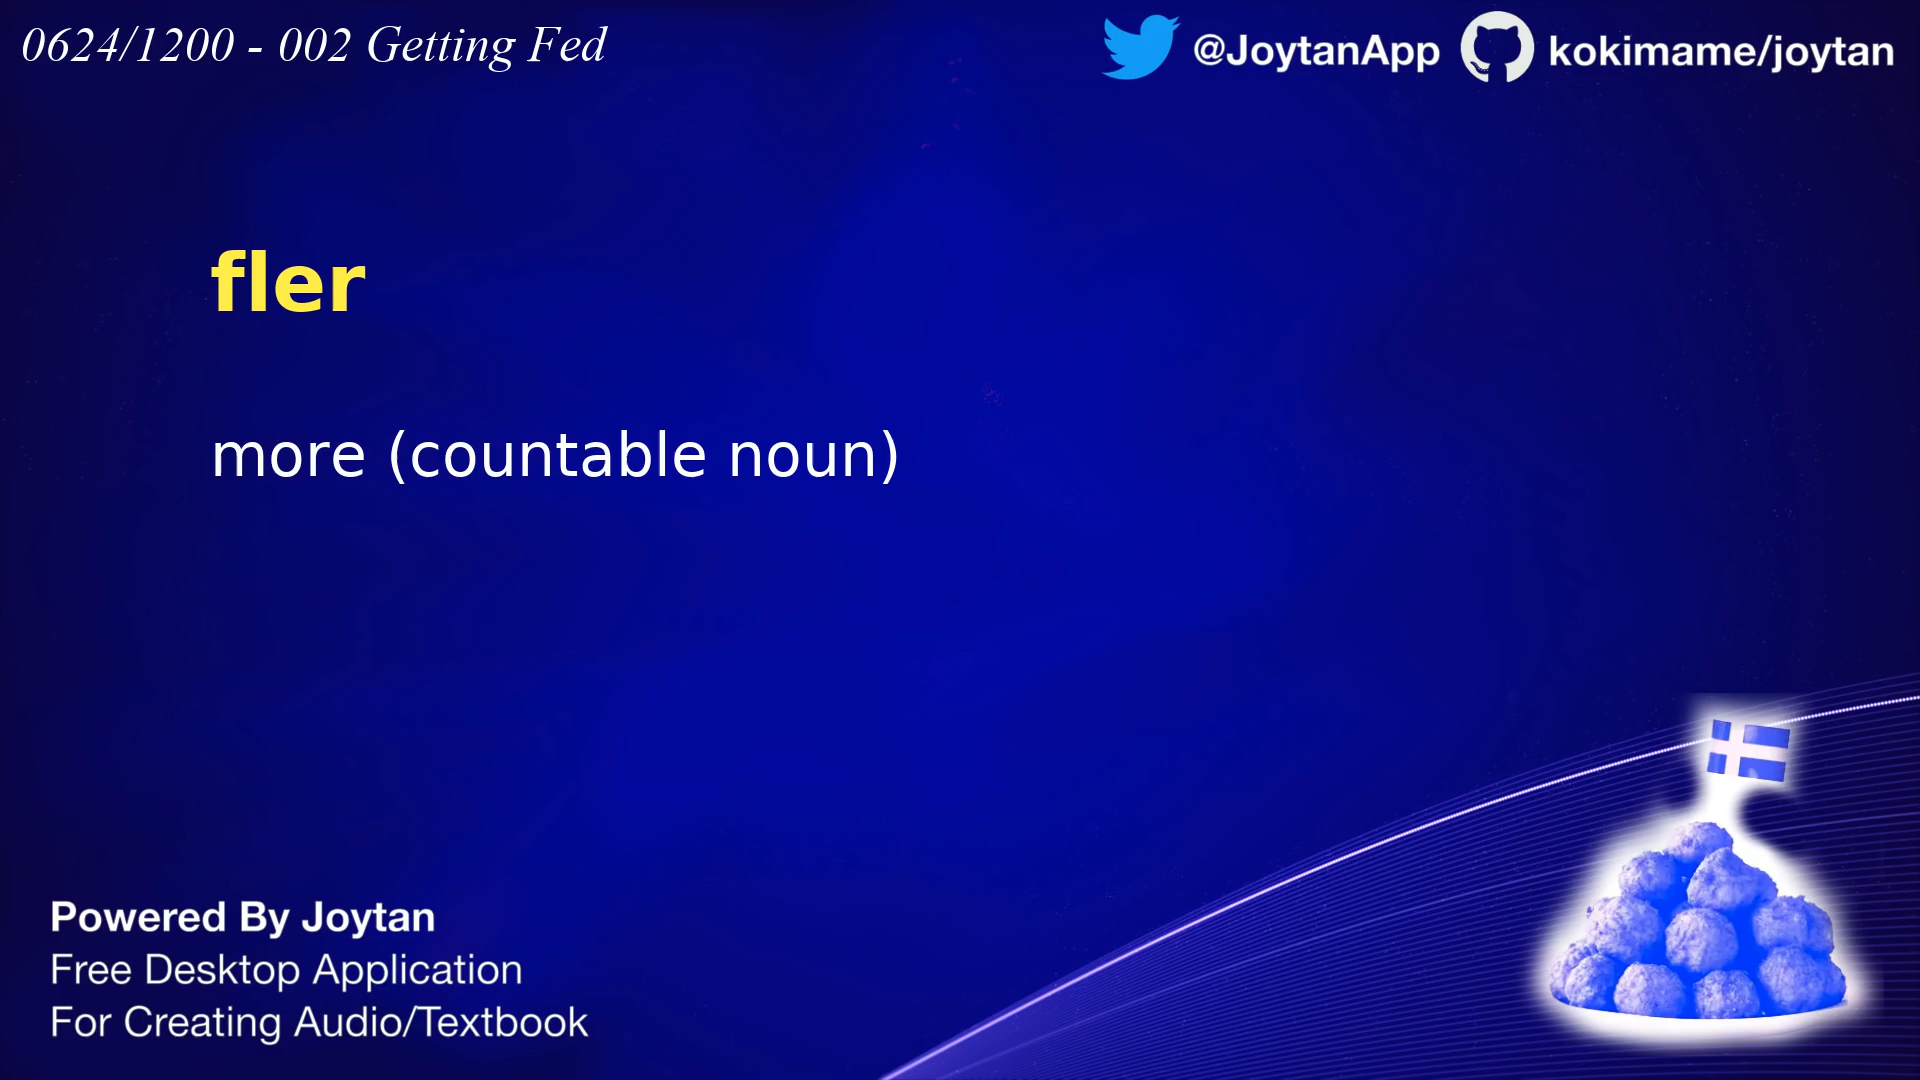 0624/1200 - 002 Getting Fed
@JoytanApp
kokimame/joytan
fler
more (countable noun)
Powered By Joytan
Free Desktop Application
For Creating Audio/Textbook